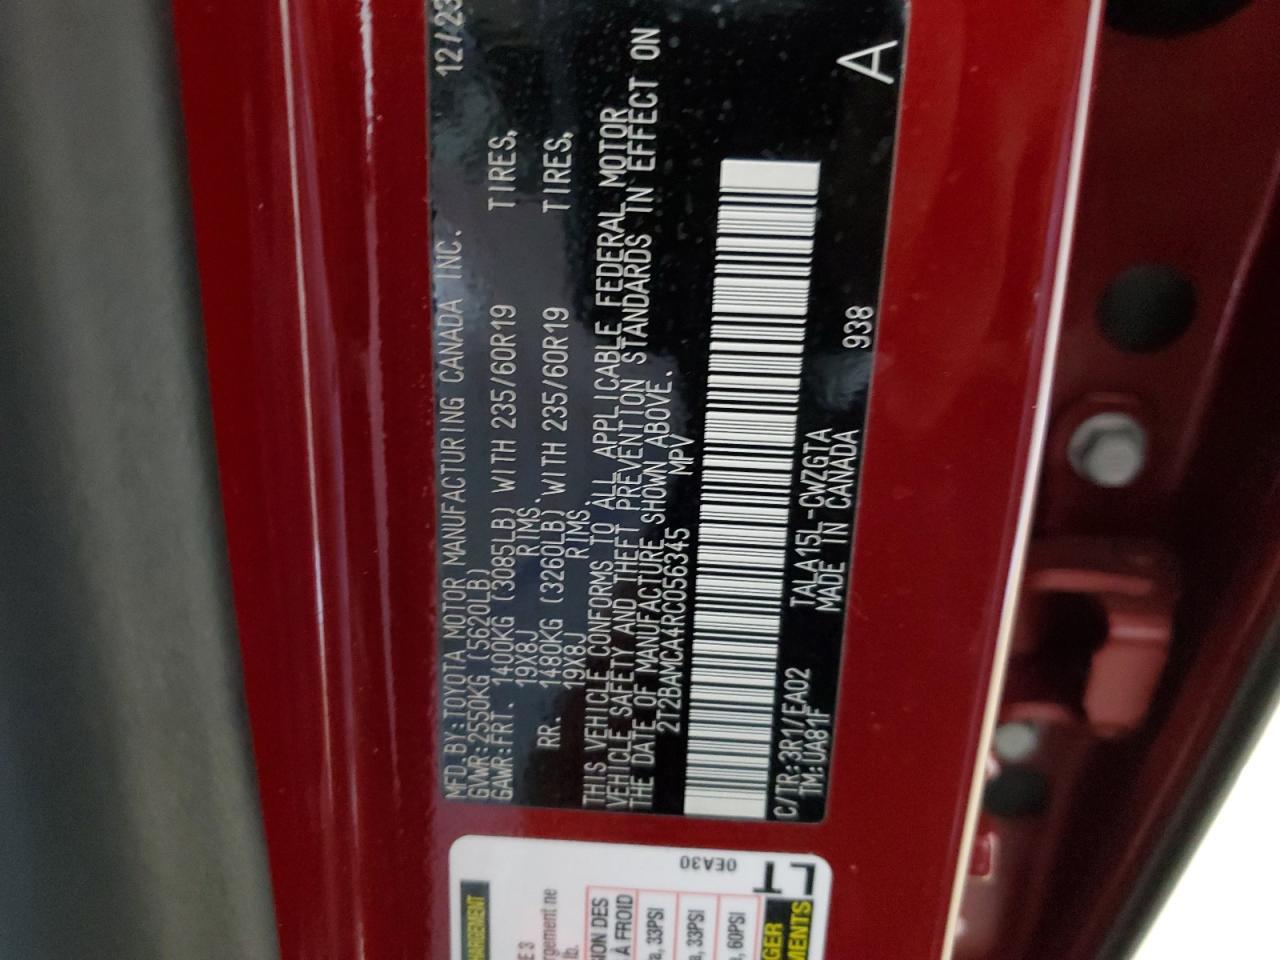 MFD.BY:TOYOTA MOTOR MANUFACTURING CANADA INC. 12/23
GVWR:2550KG (5620LB)
GAWR:FRT. 1400KG (3085LB) WITH 235/60R19 TIRES,
19X8J RIMS.
RR. 1480KG (3260LB) WITH 235/60R19 TIRES,
19X8J RIMS
THIS VEHICLE CONFORMS TO ALL APPLICABLE FEDERAL MOTOR
VEHICLE SAFETY AND THEFT PREVENTION STANDARDS IN EFFECT ON
THE DATE OF MANUFACTURE SHOWN ABOVE.
2T2BAMCA4RC056345 MPV
C/TR:3R1/EA02 TALA15L-CWZGTA 938 A
TM:UA81F MADE IN CANADA
0EA30
33PSI
33PSI
60PSI
À FROID